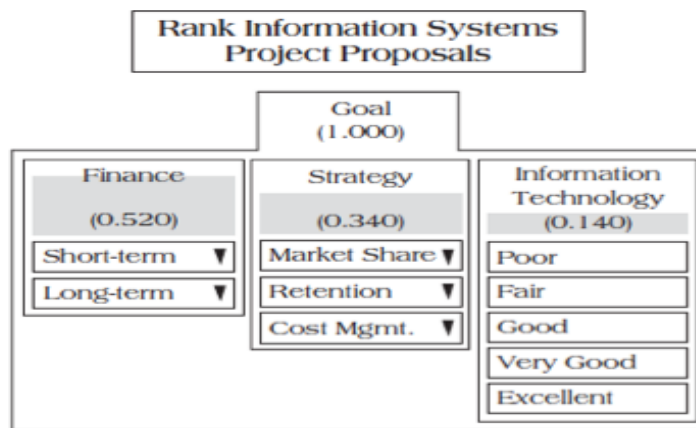 Rank Information Systems
Project Proposals
Goal
(1.000)
Finance
(0.520)
Short-term
Long-term
Strategy
(0.340)
Market Share
Retention
Cost Mgmt.
Information
Technology
(0.140)
Poor
Fair
Good
Very Good
Excellent